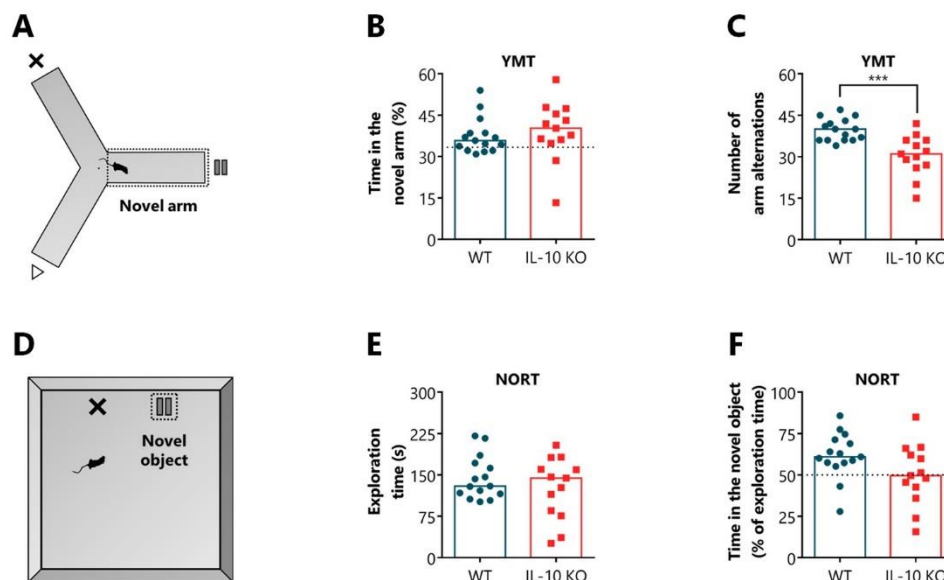 A
Novel arm
B
YMT
Time in the
novel arm (%)
60
45
30
15
0
WT IL-10 KO
C
YMT
***
Number of
arm alternations
60
45
30
15
0
WT IL-10 KO
D
Novel
object
E
NORT
Exploration
time (s)
300
225
150
75
0
WT IL-10 KO
F
NORT
Time in the novel object
(% of exploration time)
100
75
50
25
0
WT IL-10 KO